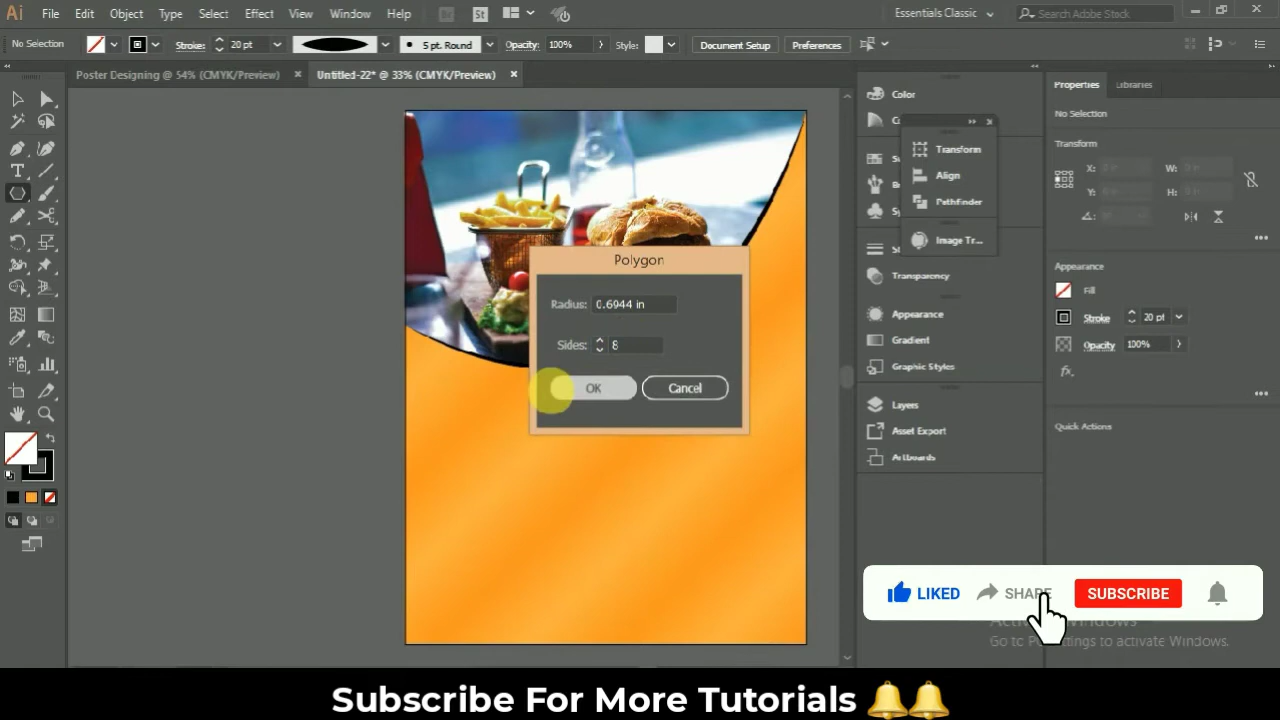 Ai File Edit Object Type Select Effect View Window Help Br St Essentials Classic Search Adobe Stock
No Selection Stroke: 20 pt 5 pt. Round Opacity: 100% Style: Document Setup Preferences
Poster Designing @ 54% (CMYK/Preview) × Untitled-22* @ 33% (CMYK/Preview) ×
Color
Transform
Align
Pathfinder
Image Tr...
Transparency
Appearance
Gradient
Graphic Styles
Layers
Asset Export
Artboards
Properties Libraries
No Selection
Transform
X: W:
Y: H:
Appearance
Fill
Stroke 20 pt
Opacity 100%
fx.
Quick Actions
Polygon
Radius: 0.6944 in
Sides: 8
OK Cancel
LIKED SHARE SUBSCRIBE
Go to settings to activate Windows.
Subscribe For More Tutorials 🔔🔔